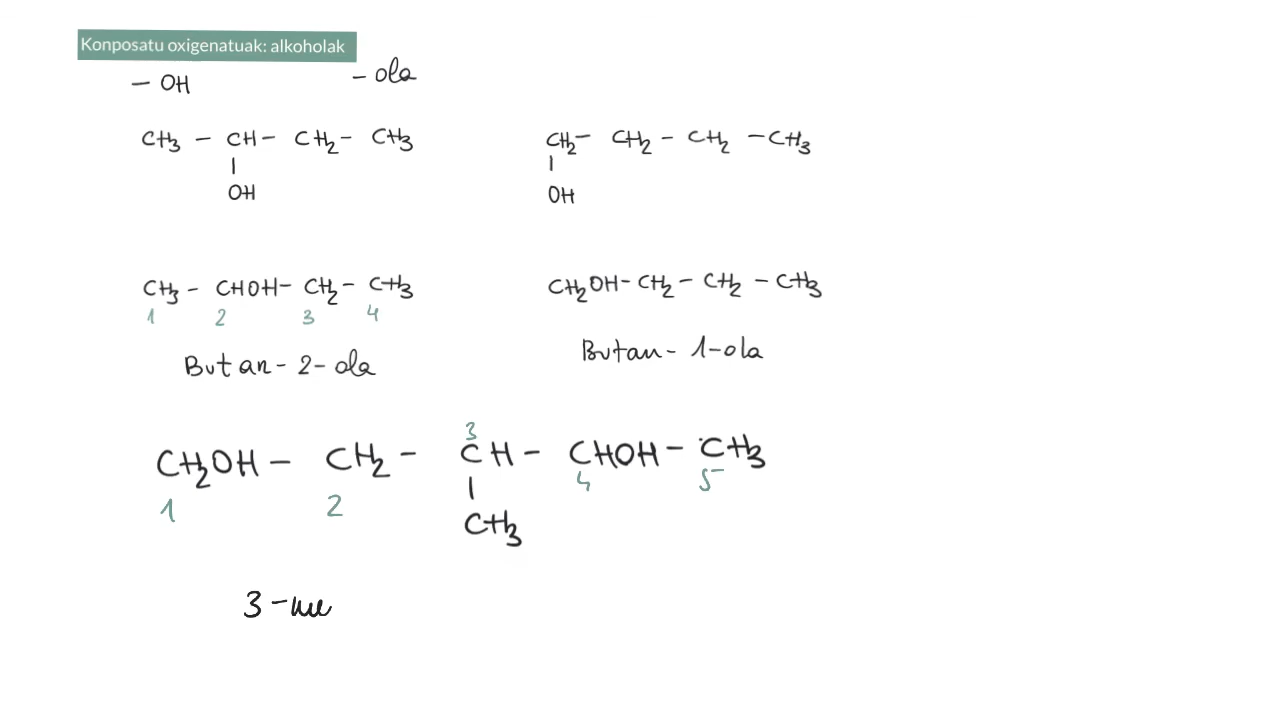 Konposatu oxigenatuak: alkoholak
– OH – ola
CH₃ – CH – CH₂ – CH₃
|
OH
CH₂ – CH₂ – CH₂ – CH₃
|
OH
CH₃ – CHOH – CH₂ – CH₃
1 2 3 4
Butan – 2 – ola
CH₂OH – CH₂ – CH₂ – CH₃
Butan – 1-ola
3
CH₂OH – CH₂ – CH – CHOH – CH₃
1 2 | 4 5
CH₃
3 – me